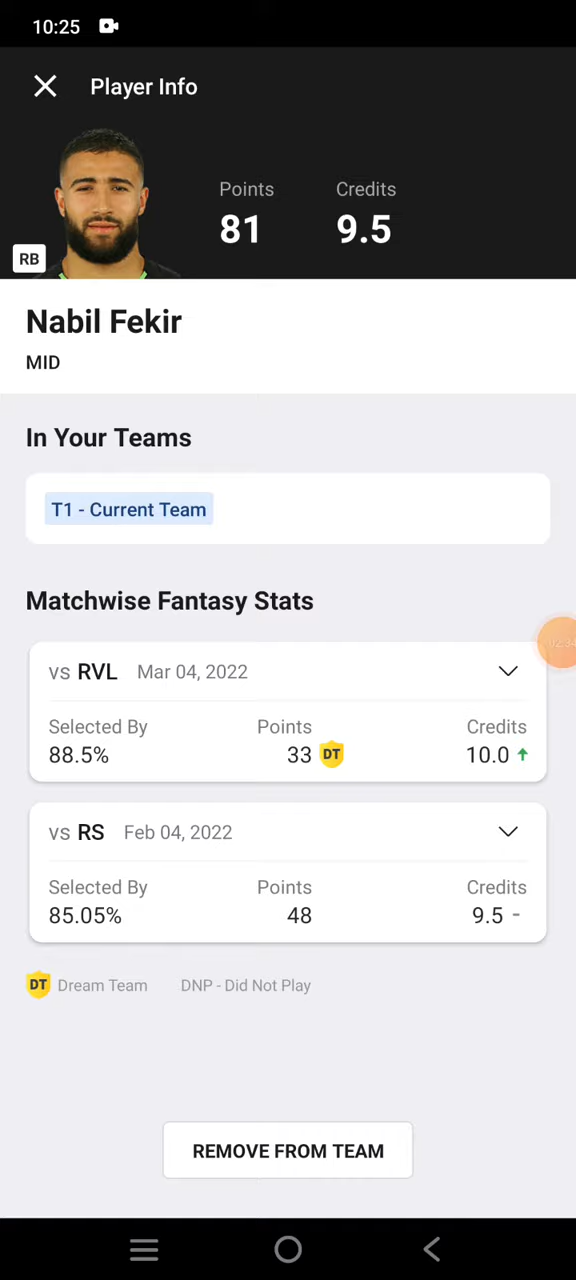 10:25
Player Info
Points Credits
81 9.5
RB
Nabil Fekir
MID
In Your Teams
T1 - Current Team
Matchwise Fantasy Stats
vs RVL Mar 04, 2022
Selected By Points Credits
88.5% 33 DT 10.0
vs RS Feb 04, 2022
Selected By Points Credits
85.05% 48 9.5 -
DT Dream Team DNP - Did Not Play
REMOVE FROM TEAM